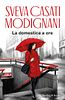 SVEVA CASATI
MODIGNANI
La domestica a ore